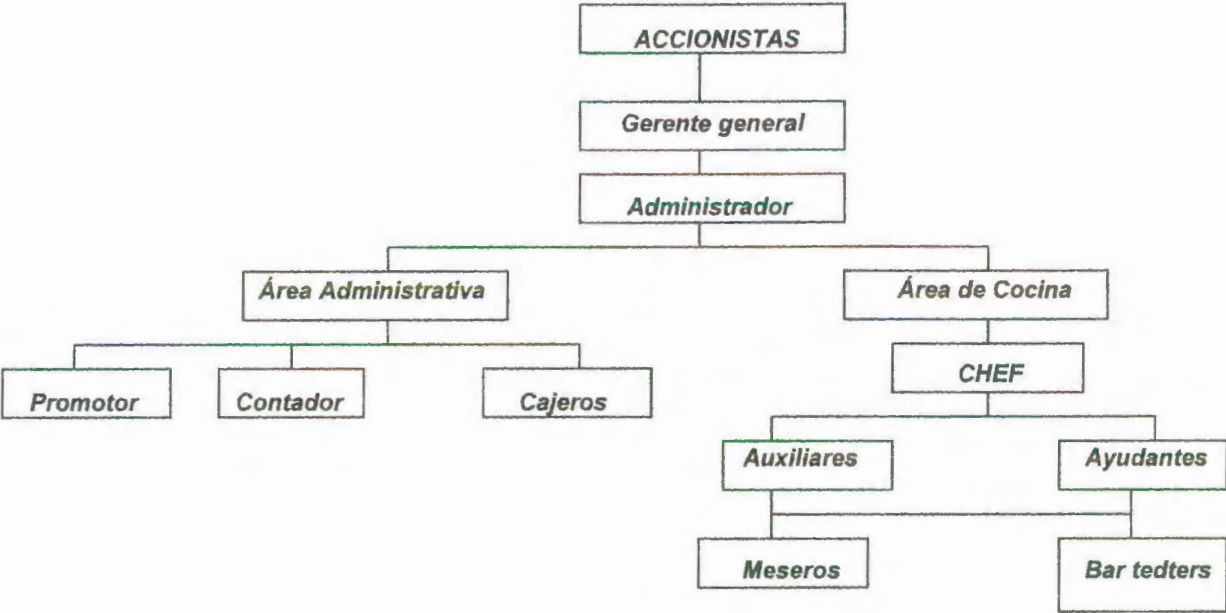 ACCIONISTAS
Gerente general
Administrador
Área Administrativa
Área de Cocina
CHEF
Promotor
Contador
Cajeros
Auxiliares
Ayudantes
Meseros
Bar tedters